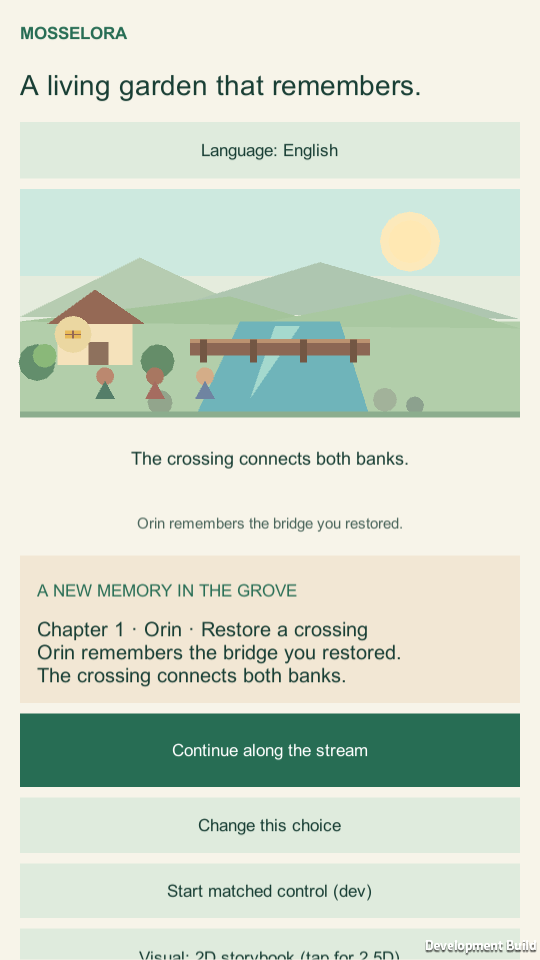 MOSSELORA
A living garden that remembers.
Language: English
The crossing connects both banks.
Orin remembers the bridge you restored.
A NEW MEMORY IN THE GROVE
Chapter 1 · Orin · Restore a crossing
Orin remembers the bridge you restored.
The crossing connects both banks.
Continue along the stream
Change this choice
Start matched control (dev)
Visual: 2D storybook (tap for 2.5D)
Development Build